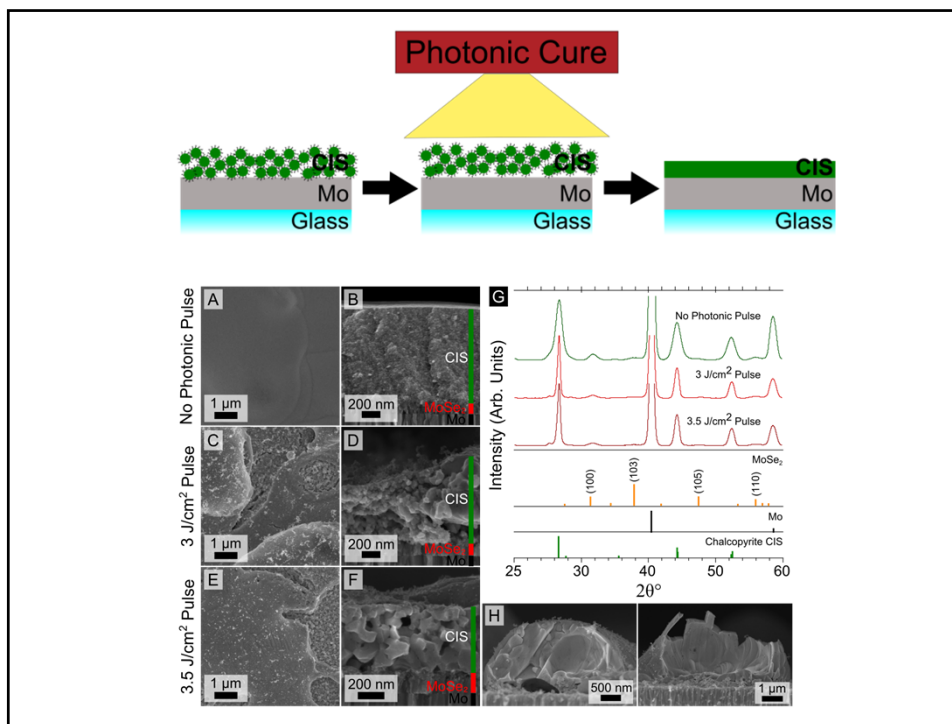 Photonic Cure
CIS
Mo
Glass
CIS
Mo
Glass
CIS
Mo
Glass
No Photonic Pulse
A
1 µm
B
CIS
MoSe₂
Mo
200 nm
3 J/cm² Pulse
C
1 µm
D
CIS
MoSe₂
Mo
200 nm
3.5 J/cm² Pulse
E
1 µm
F
CIS
MoSe₂
Mo
200 nm
G
Intensity (Arb. Units)
No Photonic Pulse
3 J/cm² Pulse
3.5 J/cm² Pulse
MoSe₂
(100)
(103)
(105)
(110)
Mo
Chalcopyrite CIS
25 30 40 50 60
2θ°
H
500 nm
1 µm